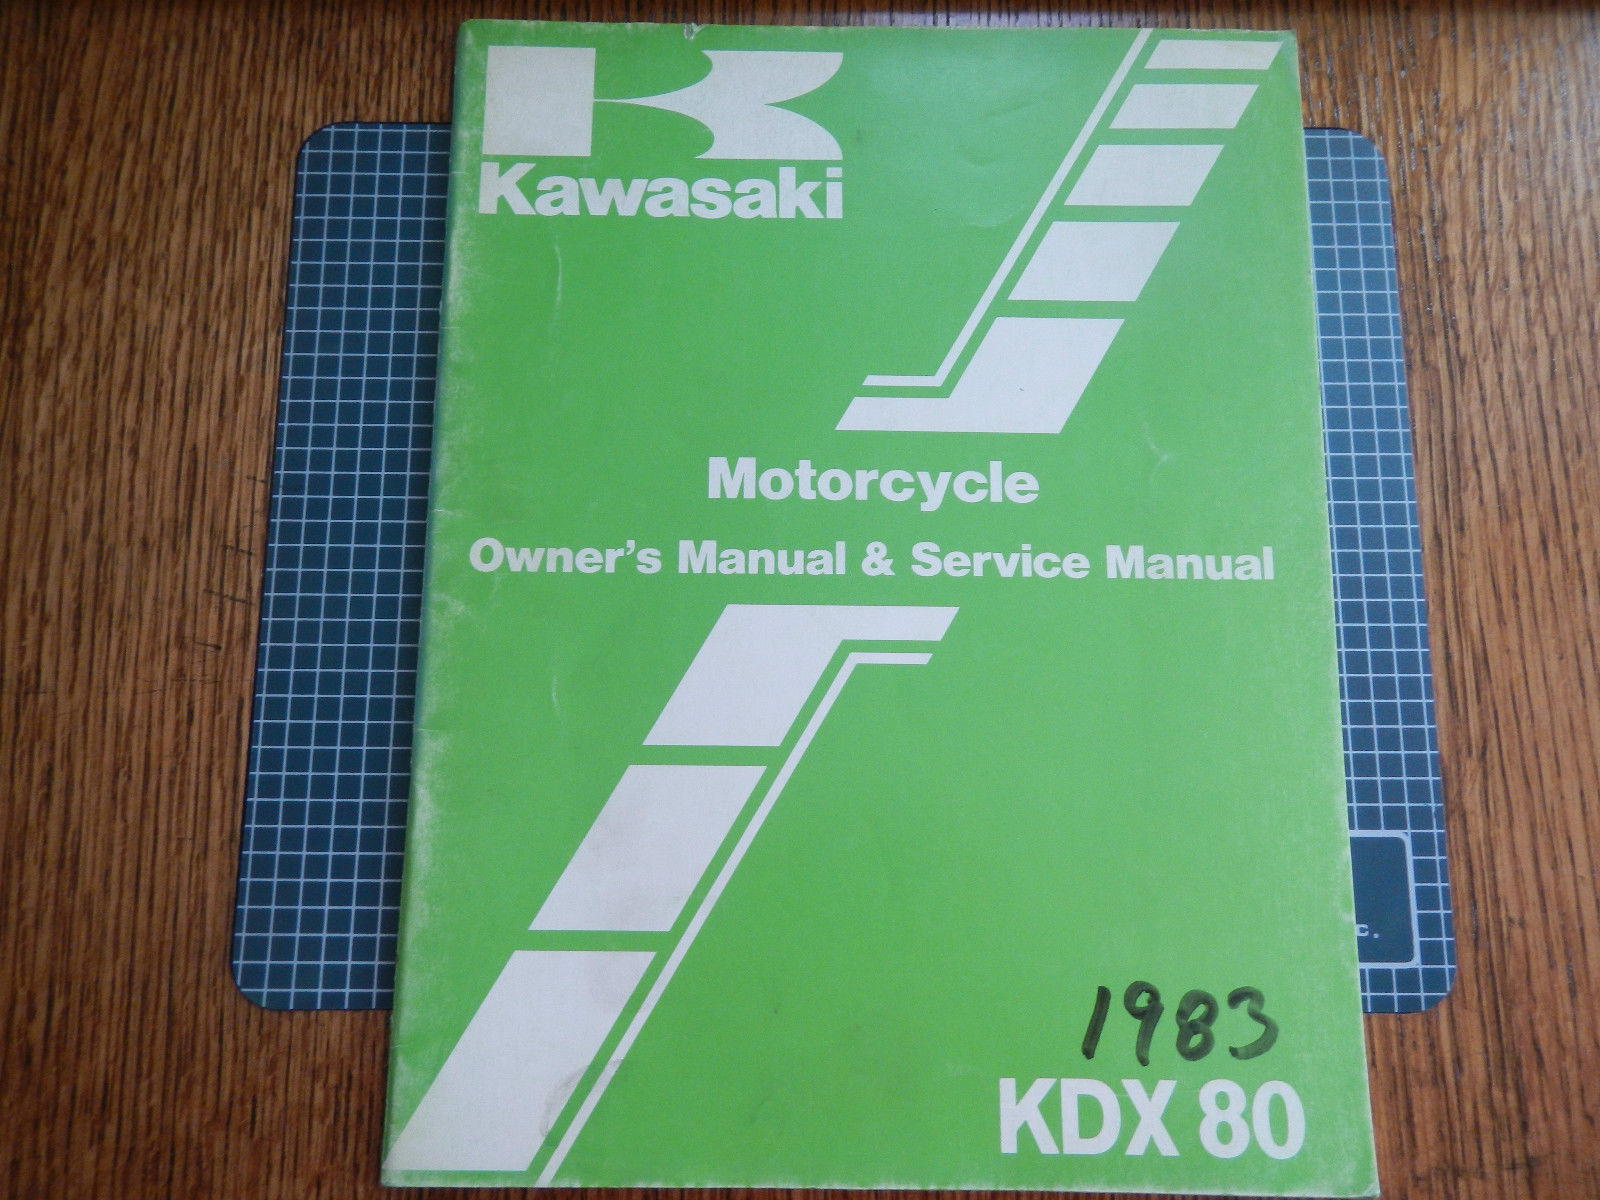 Kawasaki
Motorcycle
Owner's Manual & Service Manual
1983
KDX 80
c.